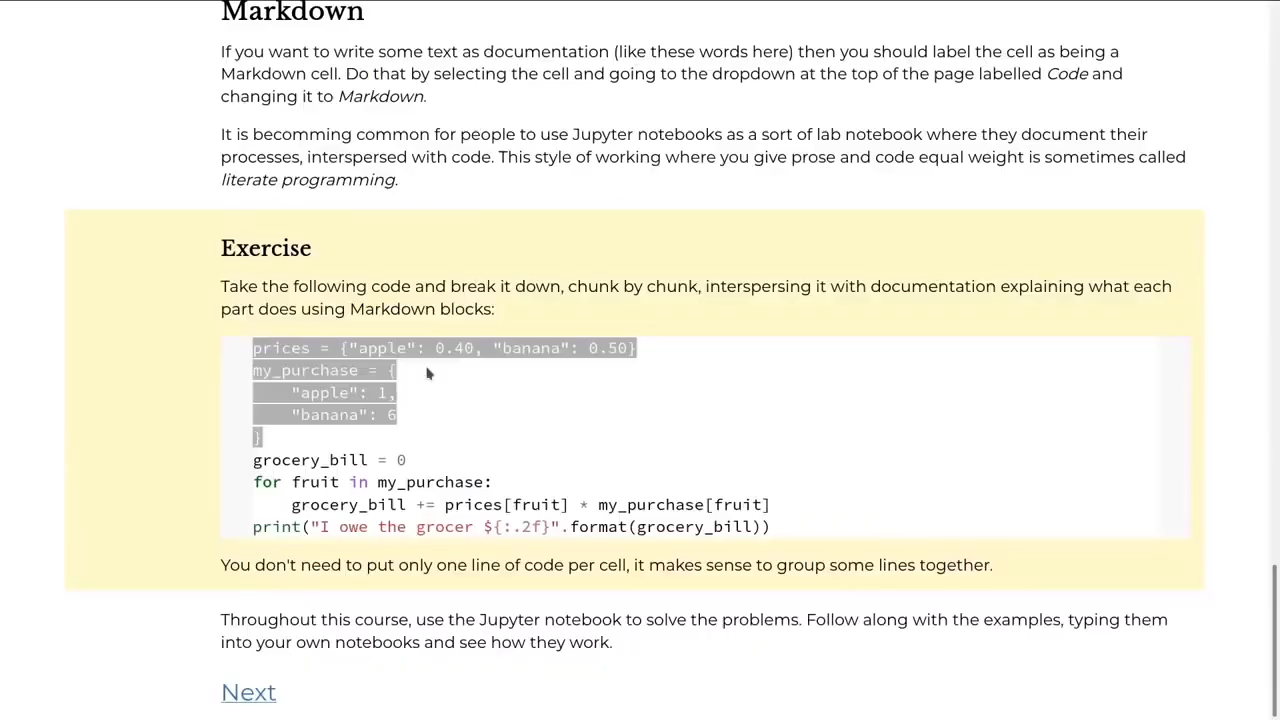 Markdown
If you want to write some text as documentation (like these words here) then you should label the cell as being a
Markdown cell. Do that by selecting the cell and going to the dropdown at the top of the page labelled Code and
changing it to Markdown.
It is becomming common for people to use Jupyter notebooks as a sort of lab notebook where they document their
processes, interspersed with code. This style of working where you give prose and code equal weight is sometimes called
literate programming.
Exercise
Take the following code and break it down, chunk by chunk, interspersing it with documentation explaining what each
part does using Markdown blocks:
prices = {"apple": 0.40, "banana": 0.50}
my_purchase = {
    "apple": 1,
    "banana": 6
}
grocery_bill = 0
for fruit in my_purchase:
    grocery_bill += prices[fruit] * my_purchase[fruit]
print("I owe the grocer ${:.2f}".format(grocery_bill))
You don't need to put only one line of code per cell, it makes sense to group some lines together.
Throughout this course, use the Jupyter notebook to solve the problems. Follow along with the examples, typing them
into your own notebooks and see how they work.
Next